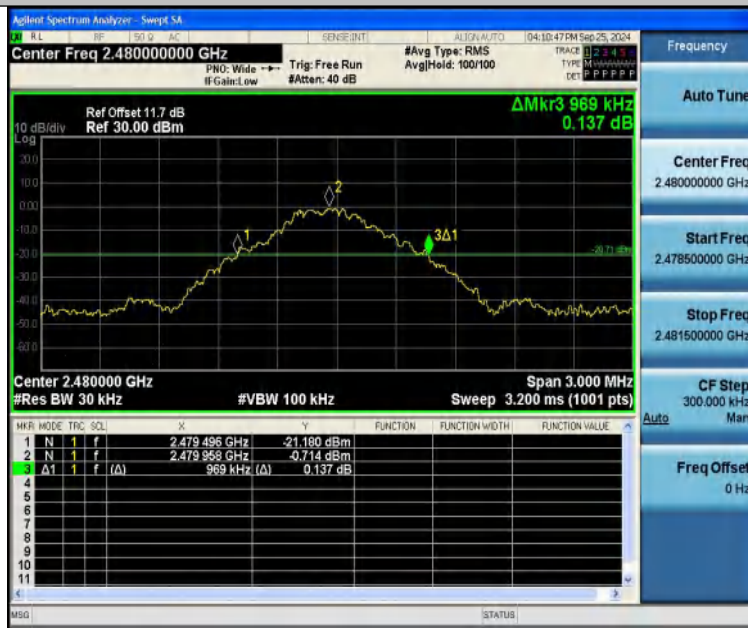 Agilent Spectrum Analyzer - Swept SA
RL RF 50 Ω AC SENSE:INT ALIGN AUTO 04:10:47 PM Sep 25, 2024
Center Freq 2.480000000 GHz
PNO: Wide
IFGain:Low
Trig: Free Run
#Atten: 40 dB
#Avg Type: RMS
Avg|Hold: 100/100
TRACE 1 2 3 4 5 6
TYPE MWWWWW
DET P P P P P P
Frequency
Auto Tune
Center Freq
2.480000000 GHz
Start Freq
2.478500000 GHz
Stop Freq
2.481500000 GHz
CF Step
300.000 kHz
Auto Man
Freq Offset
0 Hz
ΔMkr3 969 kHz
0.137 dB
Ref Offset 11.7 dB
10 dB/div Ref 30.00 dBm
Log
20.0
10.0
0.00
-10.0
-20.0
-30.0
-40.0
-50.0
-60.0
1
2
3Δ1
-20.71 dBm
Center 2.480000 GHz Span 3.000 MHz
#Res BW 30 kHz #VBW 100 kHz Sweep 3.200 ms (1001 pts)
MKR MODE TRC SCL X Y FUNCTION FUNCTION WIDTH FUNCTION VALUE
1 N 1 f 2.479 496 GHz -21.180 dBm
2 N 1 f 2.479 958 GHz -0.714 dBm
3 Δ1 1 f (Δ) 969 kHz (Δ) 0.137 dB
4
5
6
7
8
9
10
11
MSG STATUS